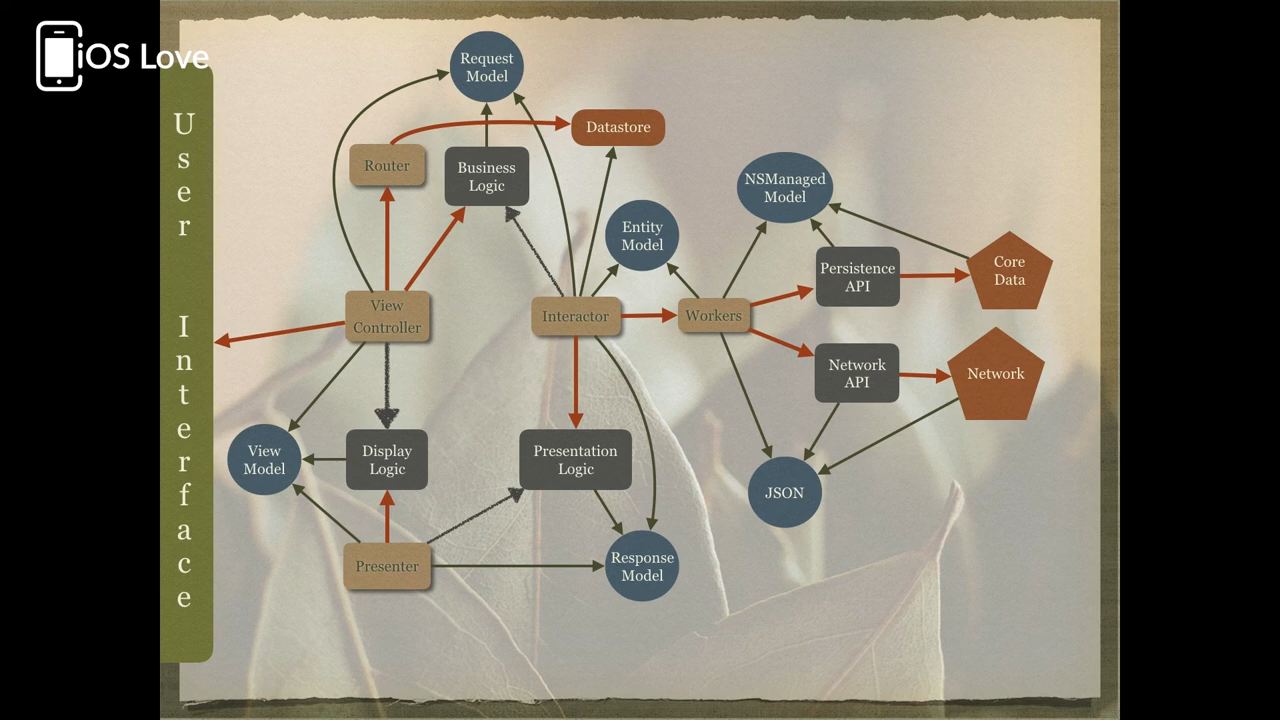 iOS Love
User Interface
Request
Model
Datastore
Router
Business
Logic
NSManaged
Model
Entity
Model
Core
Data
Persistence
API
View
Controller
Interactor
Workers
Network
API
Network
View
Model
Display
Logic
Presentation
Logic
JSON
Presenter
Response
Model